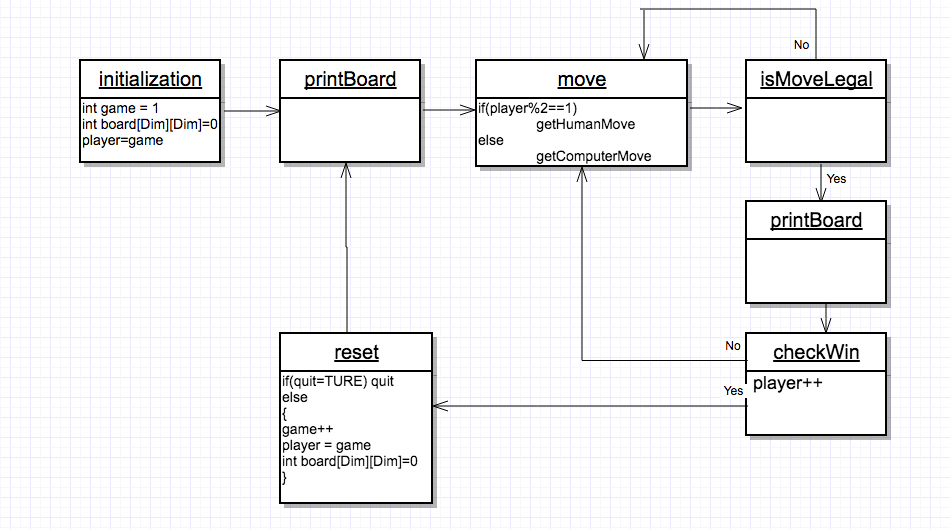 initialization
int game = 1
int board[Dim][Dim]=0
player=game
printBoard
move
if(player%2==1)
getHumanMove
else
getComputerMove
No
isMoveLegal
Yes
printBoard
No
checkWin
player++
Yes
reset
if(quit=TURE) quit
else
{
game++
player = game
int board[Dim][Dim]=0
}